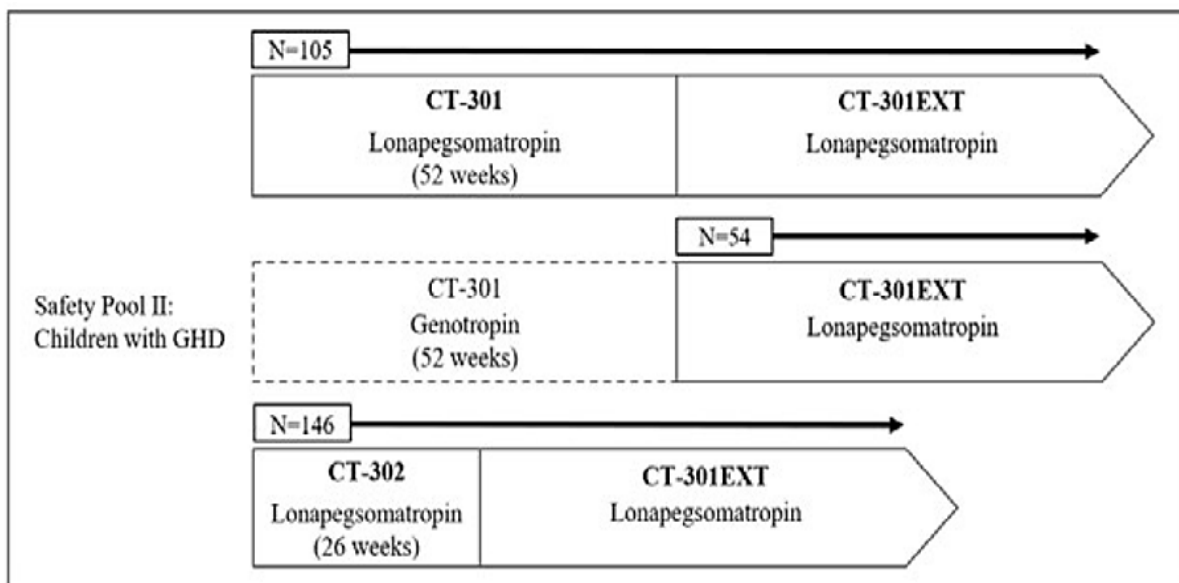 N=105
CT-301
Lonapegsomatropin
(52 weeks)
CT-301EXT
Lonapegsomatropin
N=54
Safety Pool II:
Children with GHD
CT-301
Genotropin
(52 weeks)
CT-301EXT
Lonapegsomatropin
N=146
CT-302
Lonapegsomatropin
(26 weeks)
CT-301EXT
Lonapegsomatropin